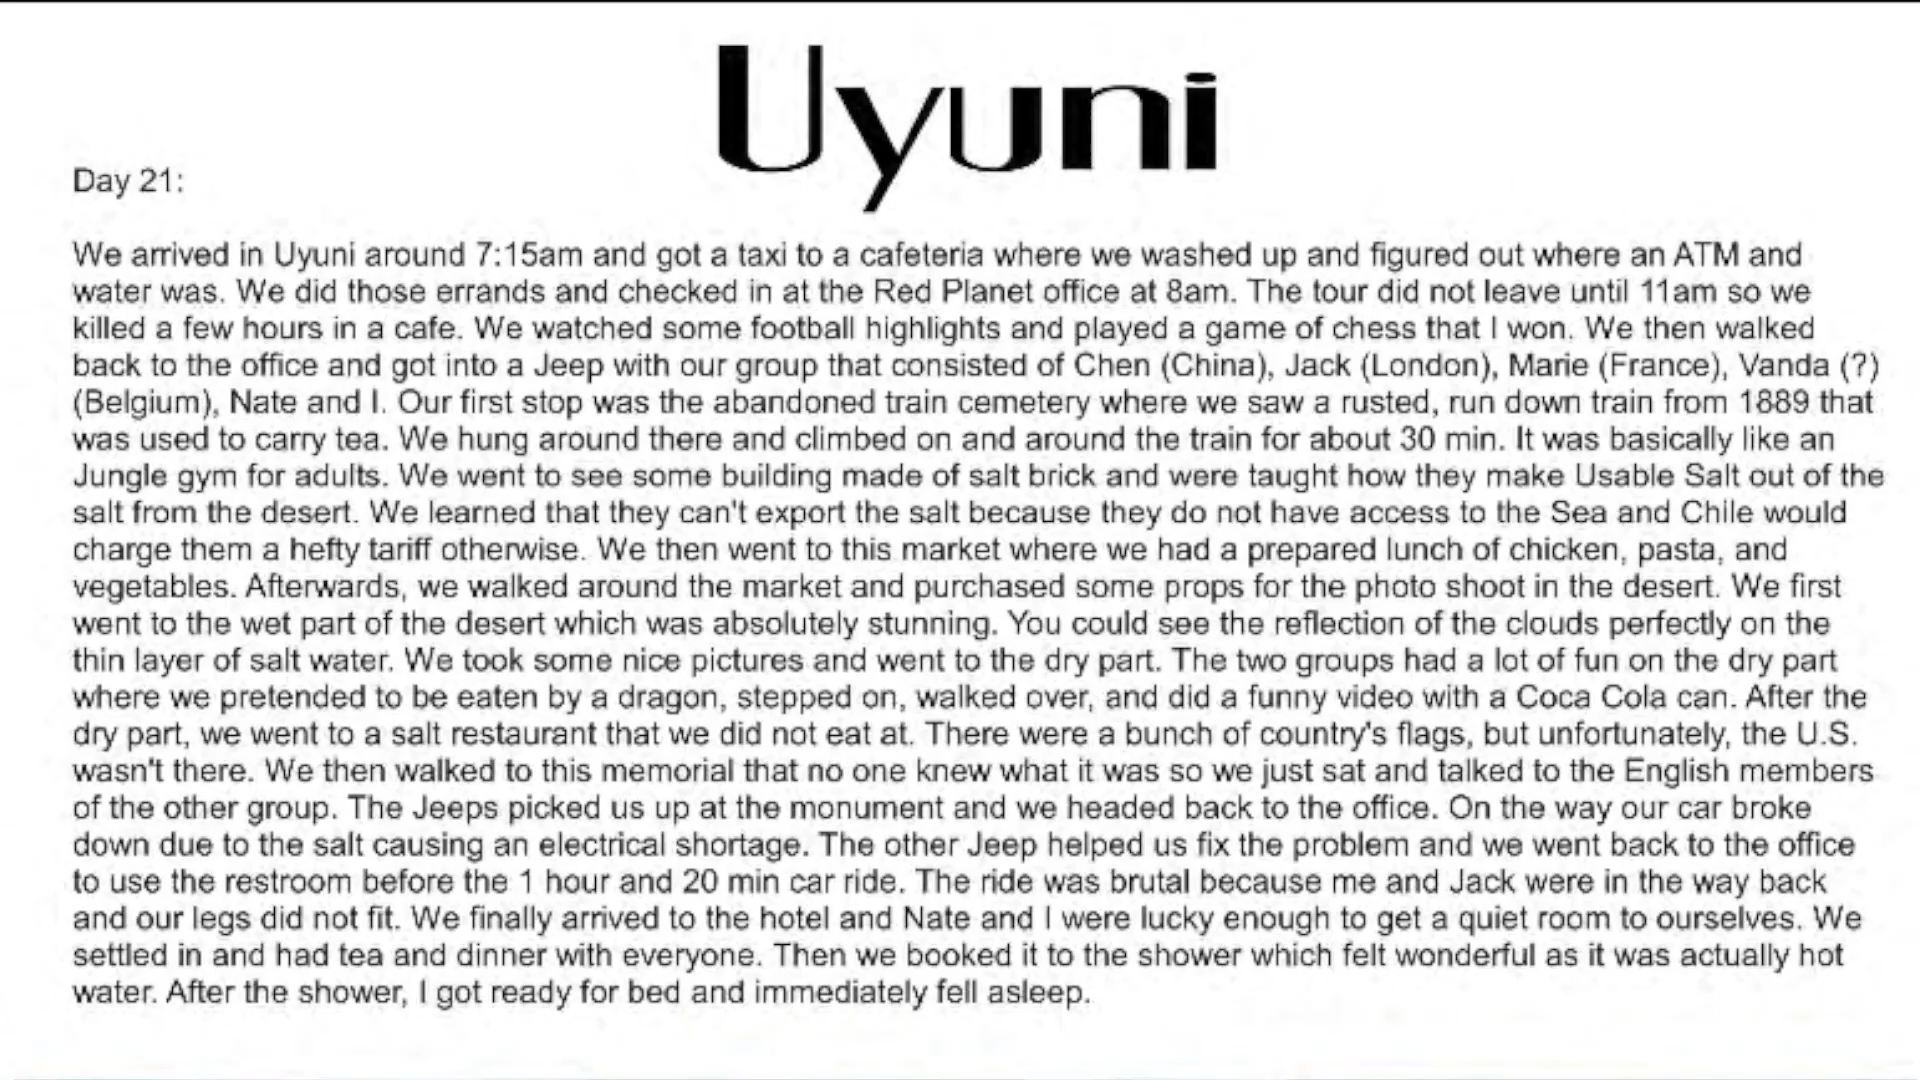 Uyuni
Day 21:
We arrived in Uyuni around 7:15am and got a taxi to a cafeteria where we washed up and figured out where an ATM and
water was. We did those errands and checked in at the Red Planet office at 8am. The tour did not leave until 11am so we
killed a few hours in a cafe. We watched some football highlights and played a game of chess that I won. We then walked
back to the office and got into a Jeep with our group that consisted of Chen (China), Jack (London), Marie (France), Vanda (?)
(Belgium), Nate and I. Our first stop was the abandoned train cemetery where we saw a rusted, run down train from 1889 that
was used to carry tea. We hung around there and climbed on and around the train for about 30 min. It was basically like an
Jungle gym for adults. We went to see some building made of salt brick and were taught how they make Usable Salt out of the
salt from the desert. We learned that they can't export the salt because they do not have access to the Sea and Chile would
charge them a hefty tariff otherwise. We then went to this market where we had a prepared lunch of chicken, pasta, and
vegetables. Afterwards, we walked around the market and purchased some props for the photo shoot in the desert. We first
went to the wet part of the desert which was absolutely stunning. You could see the reflection of the clouds perfectly on the
thin layer of salt water. We took some nice pictures and went to the dry part. The two groups had a lot of fun on the dry part
where we pretended to be eaten by a dragon, stepped on, walked over, and did a funny video with a Coca Cola can. After the
dry part, we went to a salt restaurant that we did not eat at. There were a bunch of country's flags, but unfortunately, the U.S.
wasn't there. We then walked to this memorial that no one knew what it was so we just sat and talked to the English members
of the other group. The Jeeps picked us up at the monument and we headed back to the office. On the way our car broke
down due to the salt causing an electrical shortage. The other Jeep helped us fix the problem and we went back to the office
to use the restroom before the 1 hour and 20 min car ride. The ride was brutal because me and Jack were in the way back
and our legs did not fit. We finally arrived to the hotel and Nate and I were lucky enough to get a quiet room to ourselves. We
settled in and had tea and dinner with everyone. Then we booked it to the shower which felt wonderful as it was actually hot
water. After the shower, I got ready for bed and immediately fell asleep.